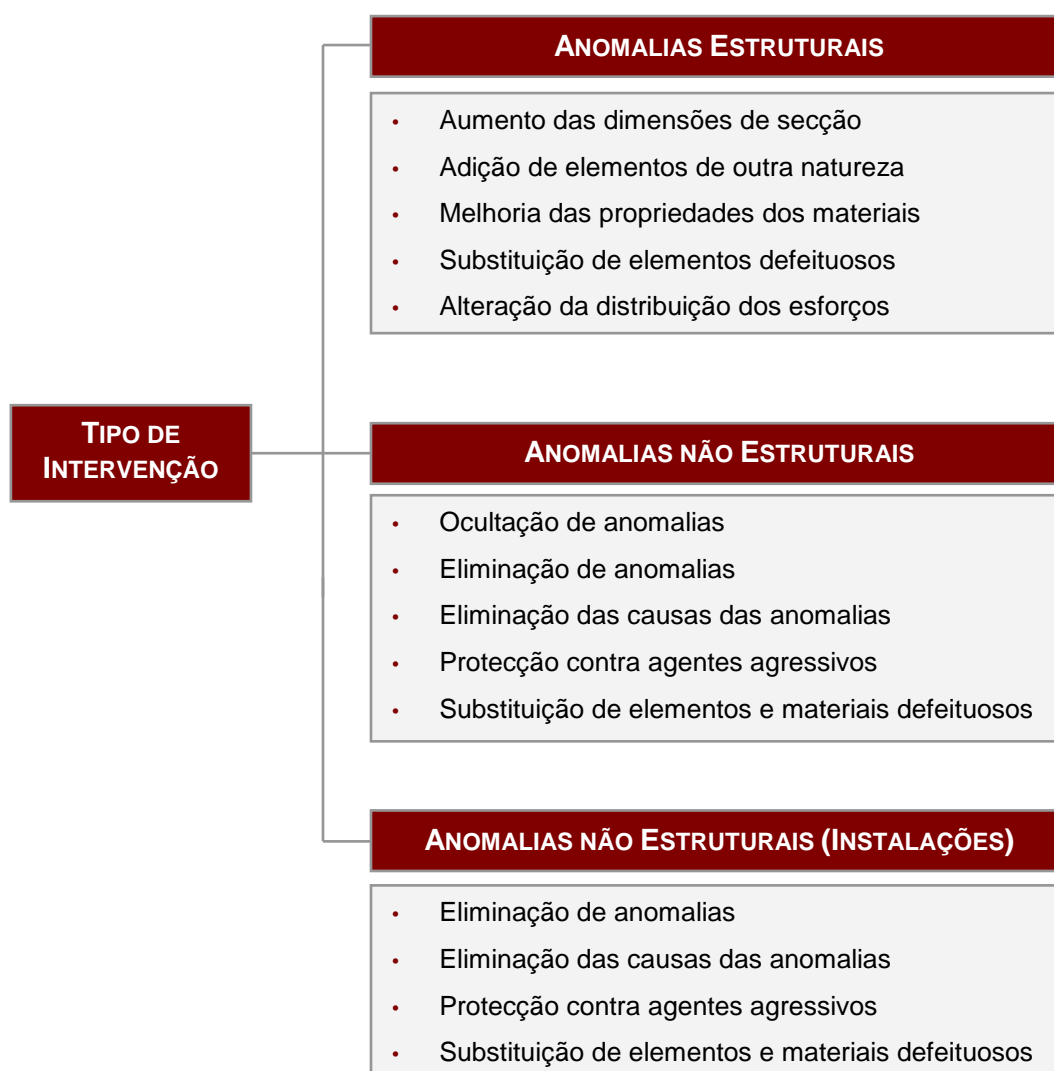 ANOMALIAS ESTRUTURAIS
• Aumento das dimensões de secção
• Adição de elementos de outra natureza
• Melhoria das propriedades dos materiais
• Substituição de elementos defeituosos
• Alteração da distribuição dos esforços
TIPO DE
INTERVENÇÃO
ANOMALIAS NÃO ESTRUTURAIS
• Ocultação de anomalias
• Eliminação de anomalias
• Eliminação das causas das anomalias
• Protecção contra agentes agressivos
• Substituição de elementos e materiais defeituosos
ANOMALIAS NÃO ESTRUTURAIS (INSTALAÇÕES)
• Eliminação de anomalias
• Eliminação das causas das anomalias
• Protecção contra agentes agressivos
• Substituição de elementos e materiais defeituosos